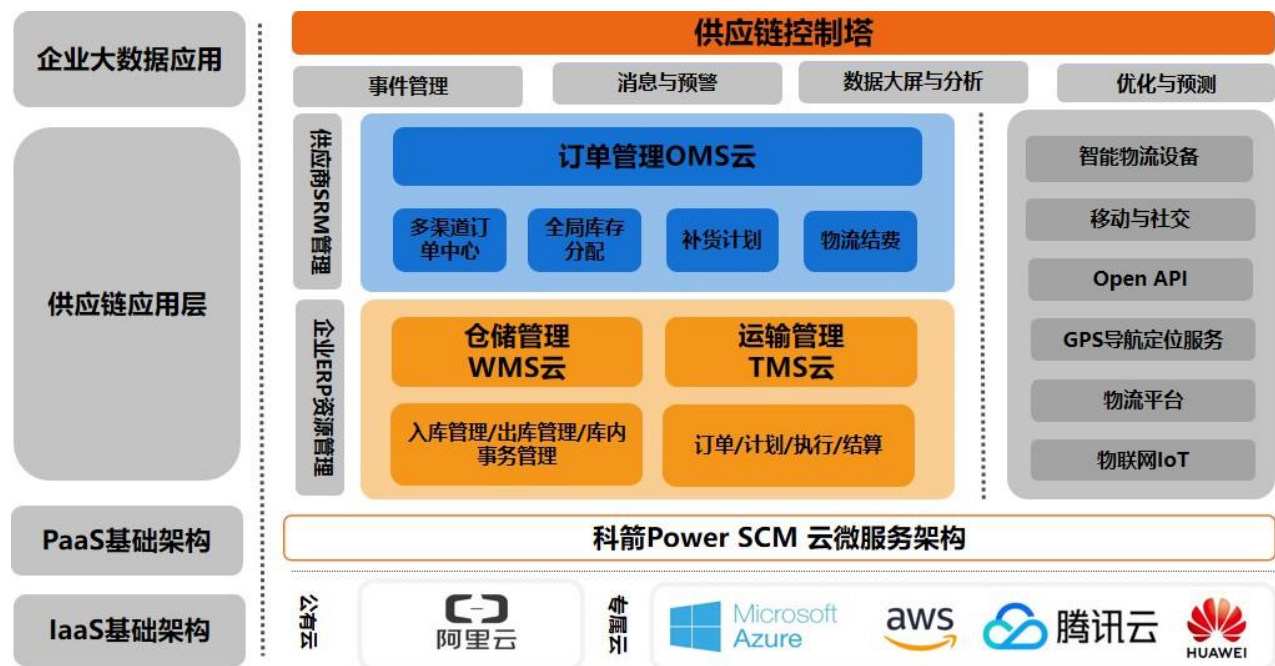 企业大数据应用
供应链控制塔
事件管理
消息与预警
数据大屏与分析
优化与预测
供应链应用层
供应商SRM管理
订单管理OMS云
多渠道订
单中心
全局库存
分配
补货计划
物流结费
企业ERP资源管理
仓储管理
WMS云
运输管理
TMS云
入库管理/出库管理/库内
事务管理
订单/计划/执行/结算
智能物流设备
移动与社交
Open API
GPS导航定位服务
物流平台
物联网IoT
PaaS基础架构
科箭Power SCM 云微服务架构
IaaS基础架构
公有云
阿里云
专属云
Microsoft
Azure
aws
腾讯云
HUAWEI